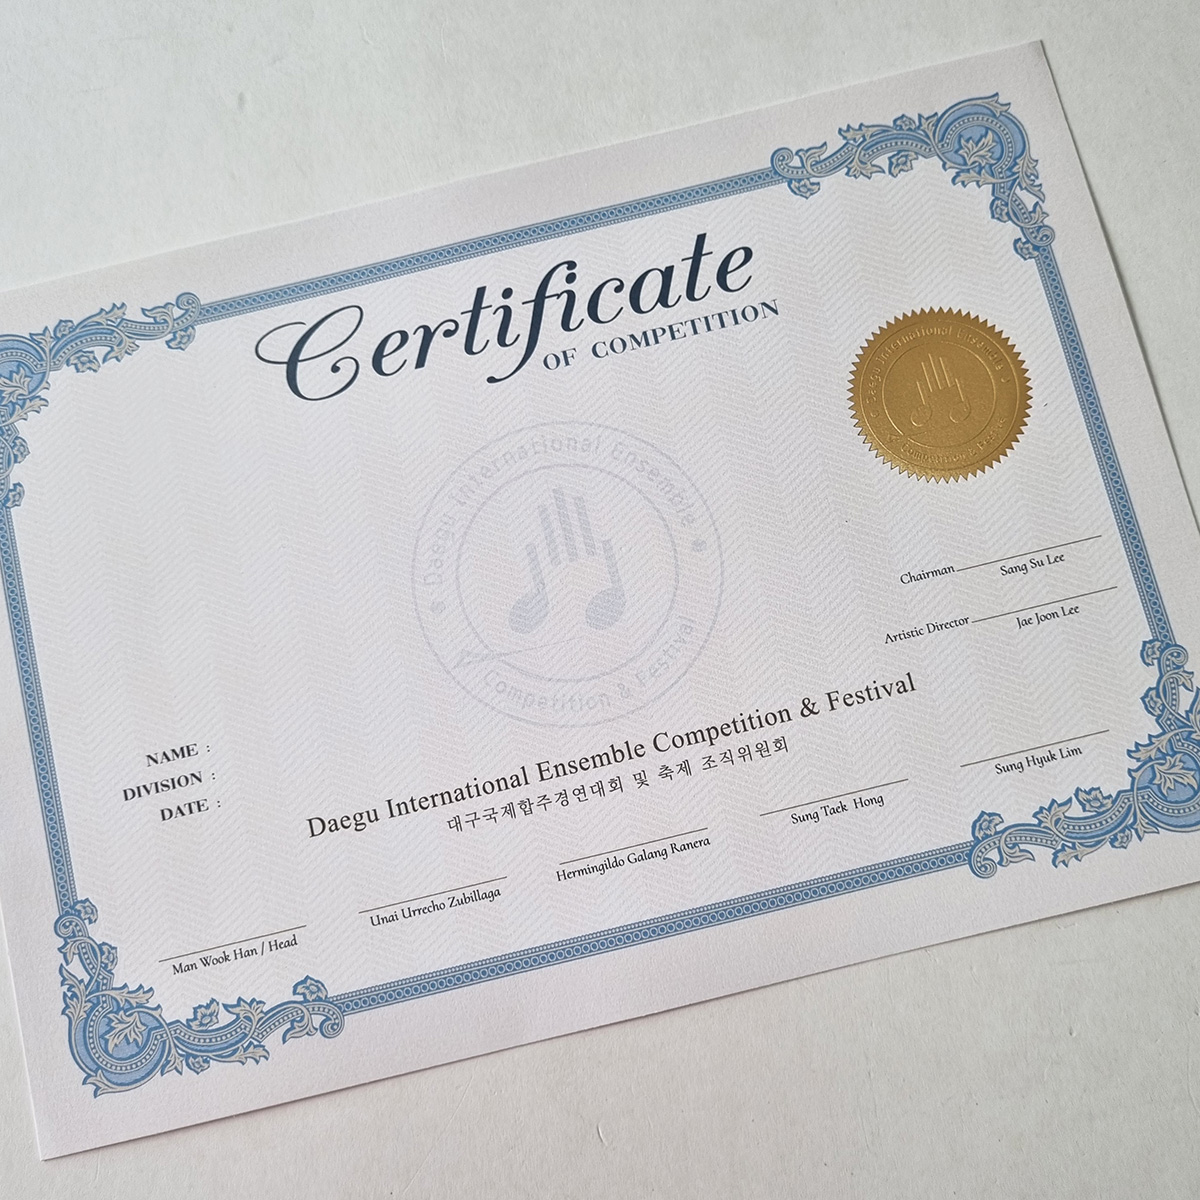 Certificate
OF COMPETITION
Daegu International Ensemble
Competition & Festival
Daegu International Ensemble
Competition & Festival
Chairman
Sang Su Lee
Artistic Director
Jae Joon Lee
NAME :
DIVISION :
DATE :
Daegu International Ensemble Competition & Festival
대구국제합주경연대회 및 축제 조직위원회
Man Wook Han / Head
Unai Urrecho Zubillaga
Hermingildo Galang Ranera
Sung Taek Hong
Sung Hyuk Lim